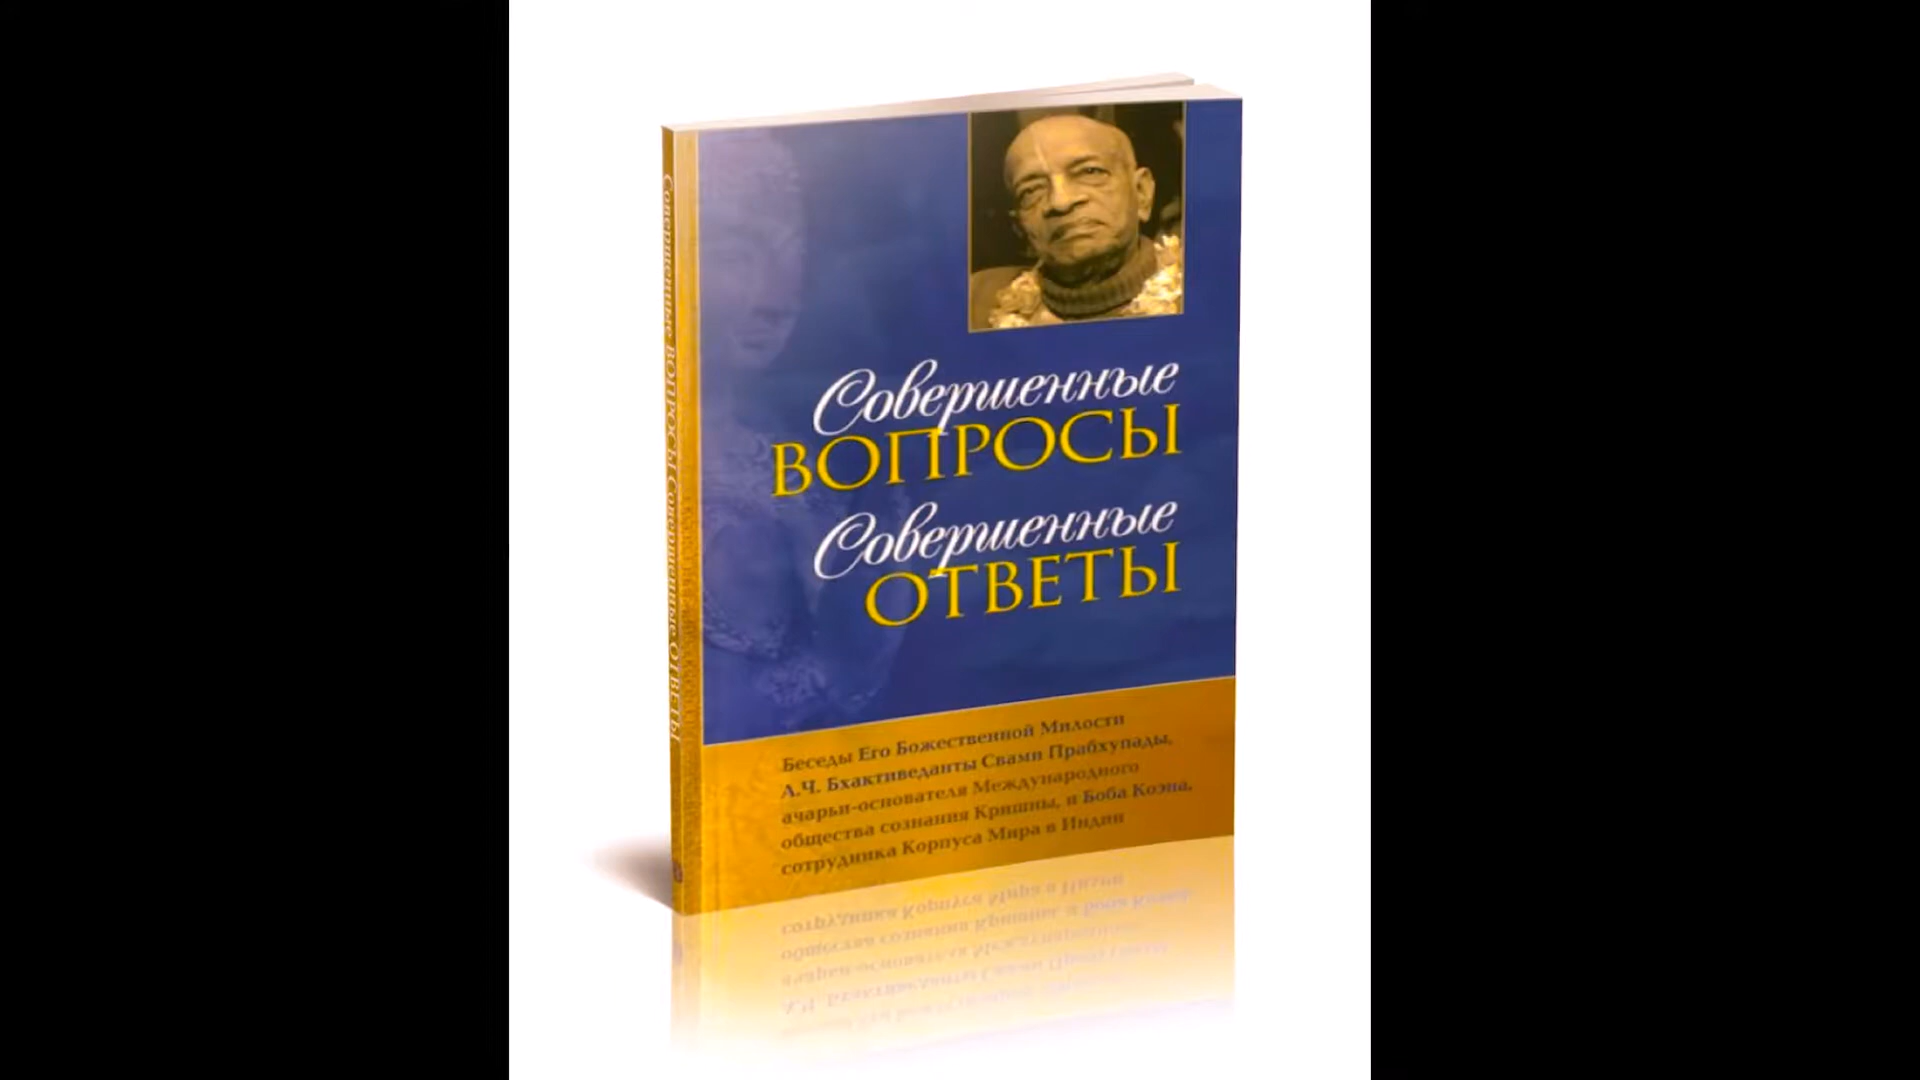 Совершенные ВОПРОСЫ Совершенные ОТВЕТЫ
Совершенные
ВОПРОСЫ
Совершенные
ОТВЕТЫ
Беседы Его Божественной Милости
А.Ч. Бхактиведанты Свами Прабхупады,
ачарьи-основателя Международного
общества сознания Кришны, и Боба Коэна,
сотрудника Корпуса Мира в Индии